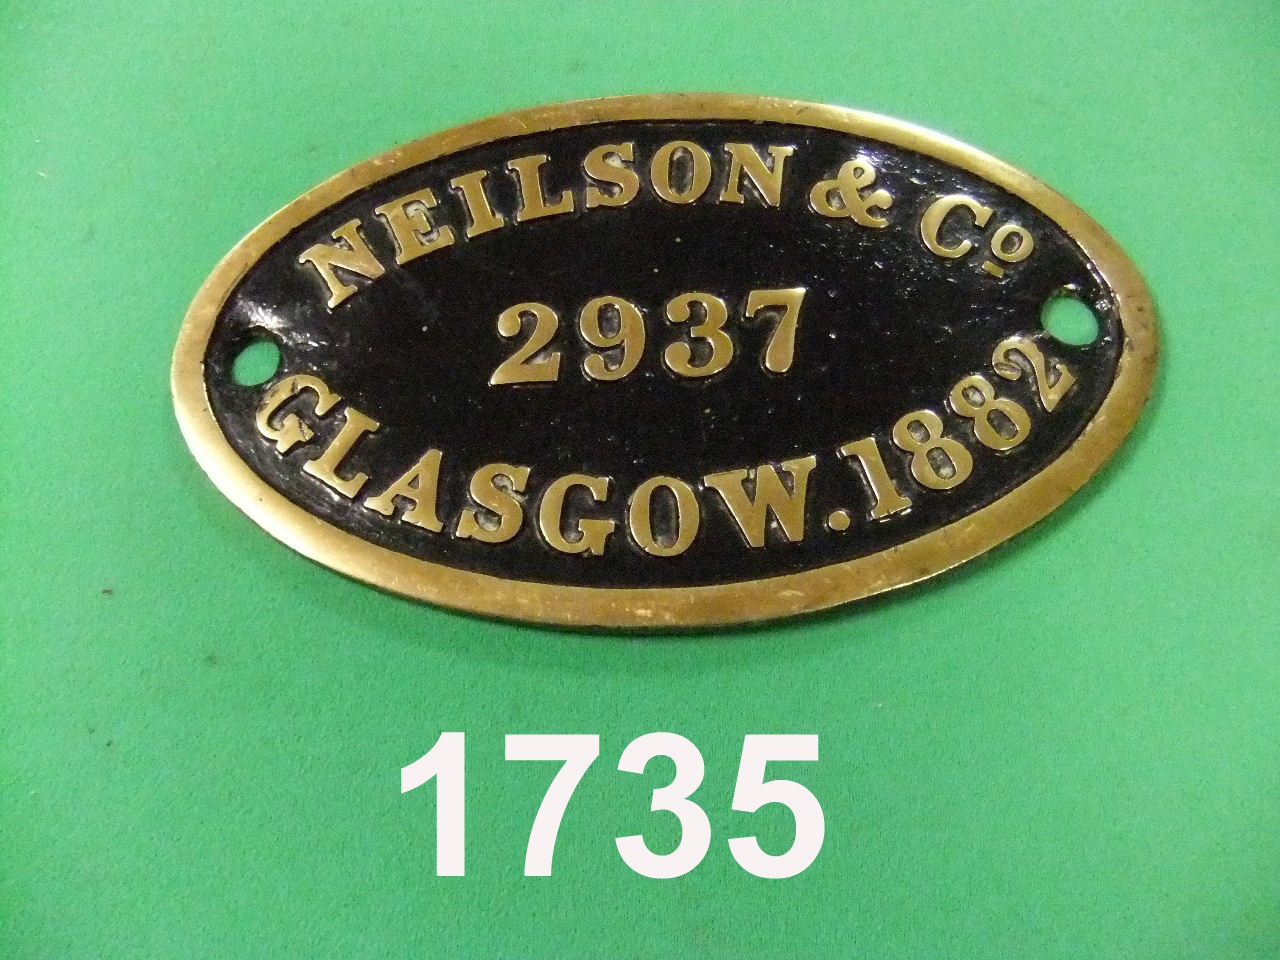 NEILSON & Cº
2937
GLASGOW. 1882
1735